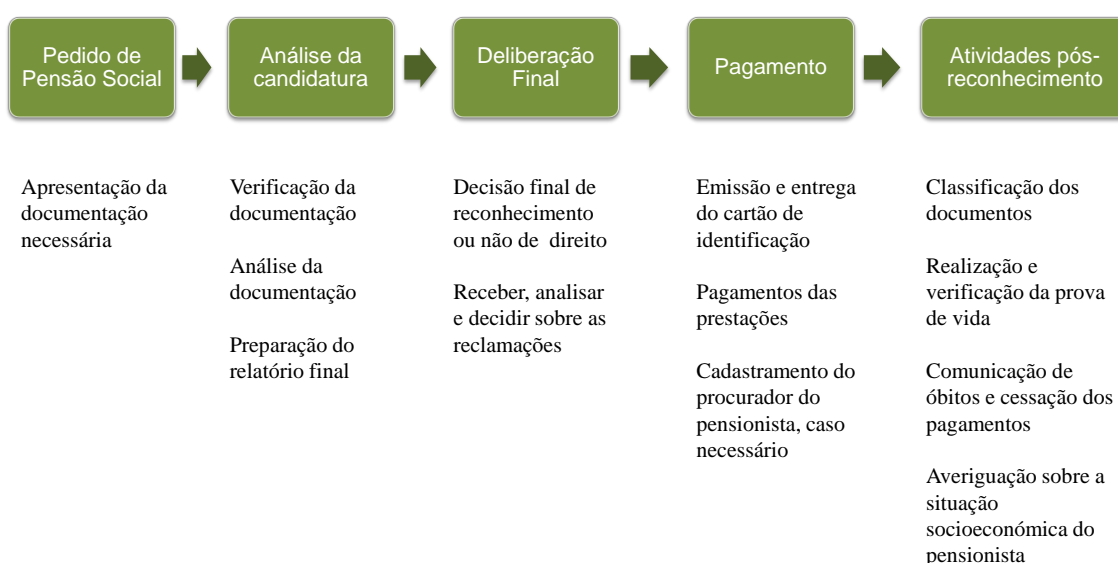 Pedido de
Pensão Social
Análise da
candidatura
Deliberação
Final
Pagamento
Atividades pós-
reconhecimento
Apresentação da
documentação
necessária
Verificação da
documentação
Análise da
documentação
Preparação do
relatório final
Decisão final de
reconhecimento
ou não de direito
Receber, analisar
e decidir sobre as
reclamações
Emissão e entrega
do cartão de
identificação
Pagamentos das
prestações
Cadastramento do
procurador do
pensionista, caso
necessário
Classificação dos
documentos
Realização e
verificação da prova
de vida
Comunicação de
óbitos e cessação dos
pagamentos
Averiguação sobre a
situação
socioeconómica do
pensionista